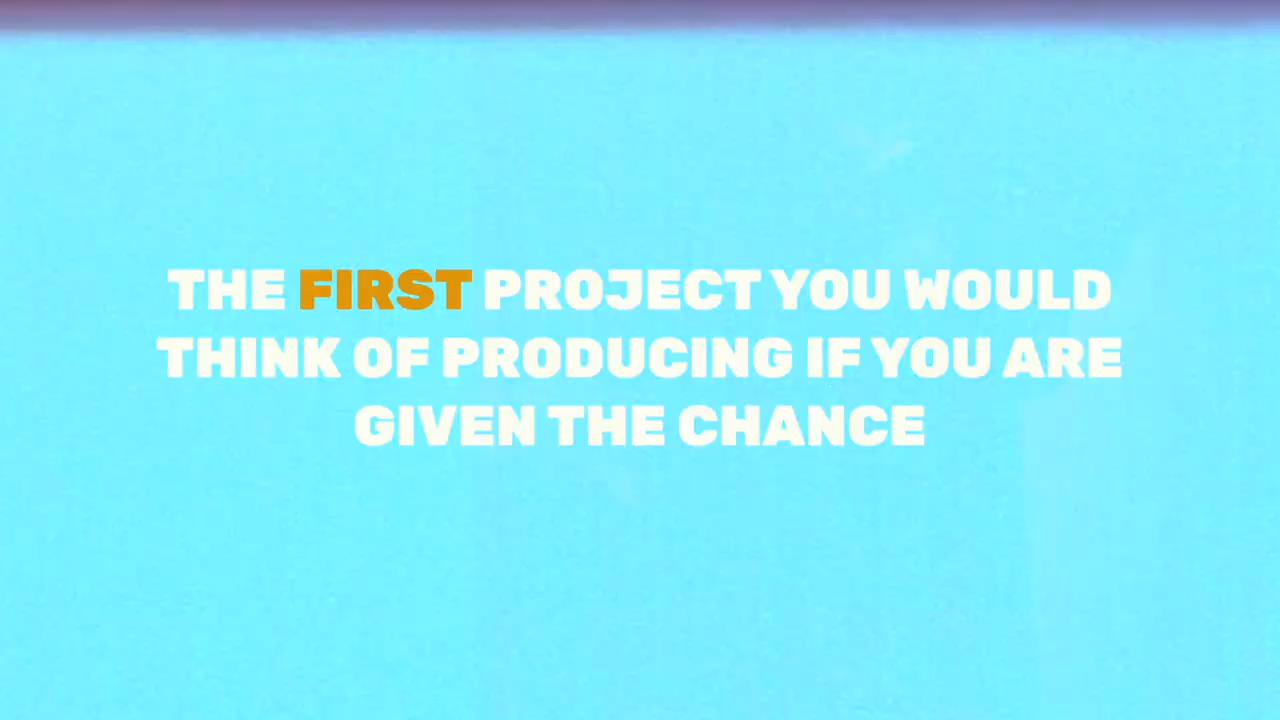 THE FIRST PROJECT YOU WOULD
THINK OF PRODUCING IF YOU ARE
GIVEN THE CHANCE